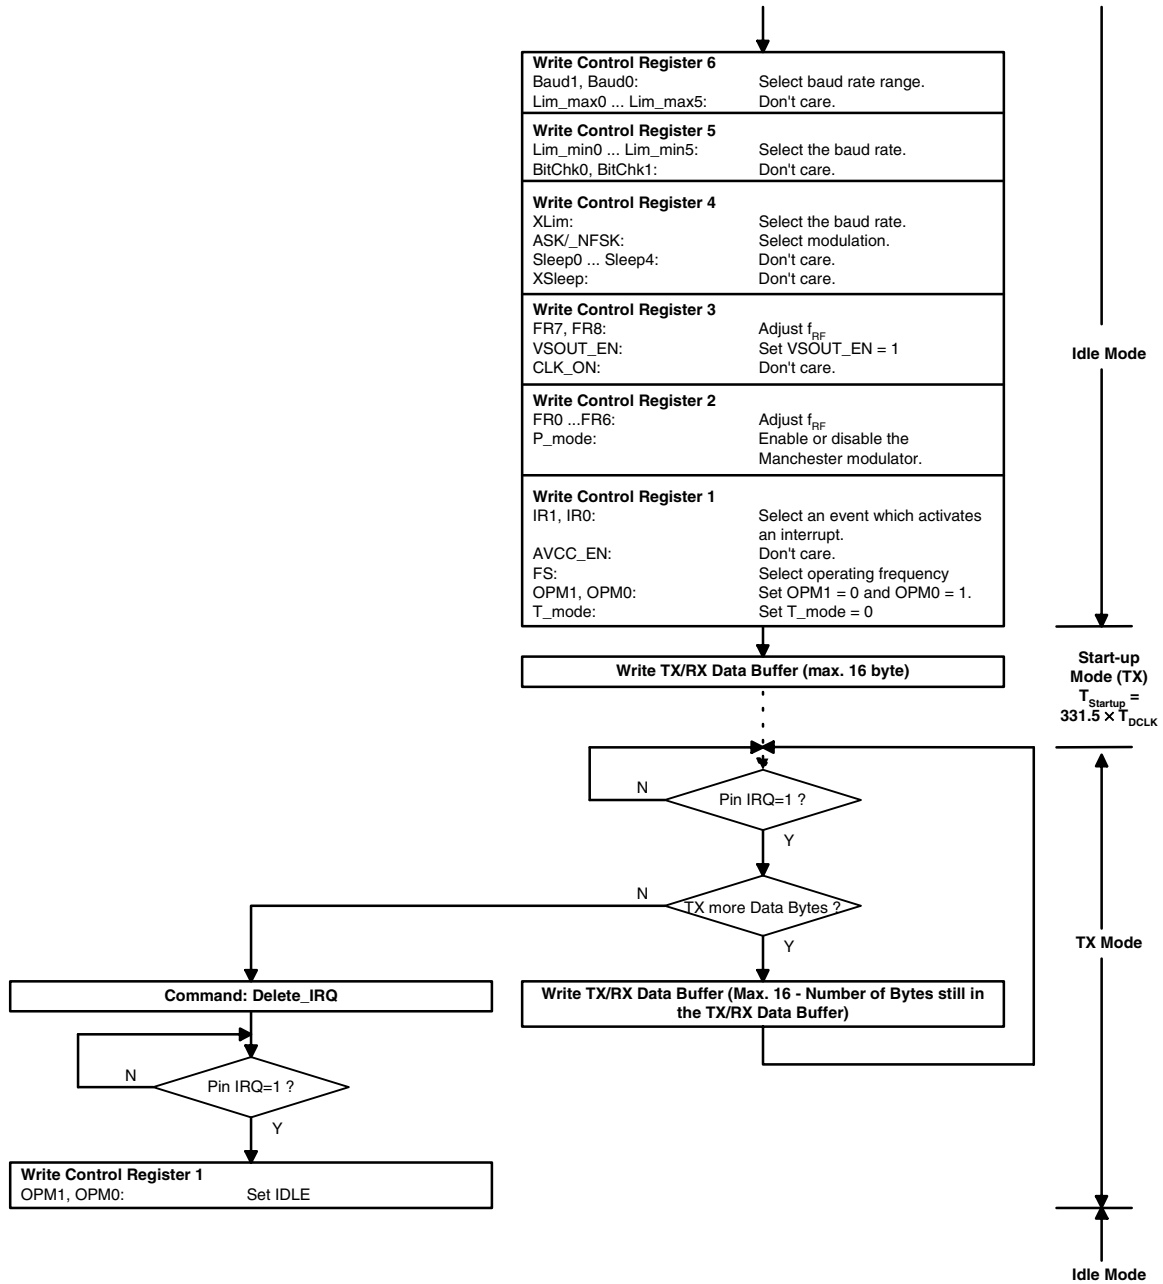 Write Control Register 6
Baud1, Baud0: Select baud rate range.
Lim_max0 ... Lim_max5: Don't care.
Write Control Register 5
Lim_min0 ... Lim_min5: Select the baud rate.
BitChk0, BitChk1: Don't care.
Write Control Register 4
XLim: Select the baud rate.
ASK/_NFSK: Select modulation.
Sleep0 ... Sleep4: Don't care.
XSleep: Don't care.
Write Control Register 3
FR7, FR8: Adjust fRF
VSOUT_EN: Set VSOUT_EN = 1
CLK_ON: Don't care.
Idle Mode
Write Control Register 2
FR0 ...FR6: Adjust fRF
P_mode: Enable or disable the
Manchester modulator.
Write Control Register 1
IR1, IR0: Select an event which activates
an interrupt.
AVCC_EN: Don't care.
FS: Select operating frequency
OPM1, OPM0: Set OPM1 = 0 and OPM0 = 1.
T_mode: Set T_mode = 0
Write TX/RX Data Buffer (max. 16 byte)
Start-up
Mode (TX)
TStartup =
331.5 × TDCLK
N
Pin IRQ=1 ?
Y
N
TX more Data Bytes ?
Y
TX Mode
Command: Delete_IRQ
Write TX/RX Data Buffer (Max. 16 - Number of Bytes still in
the TX/RX Data Buffer)
N
Pin IRQ=1 ?
Y
Write Control Register 1
OPM1, OPM0: Set IDLE
Idle Mode